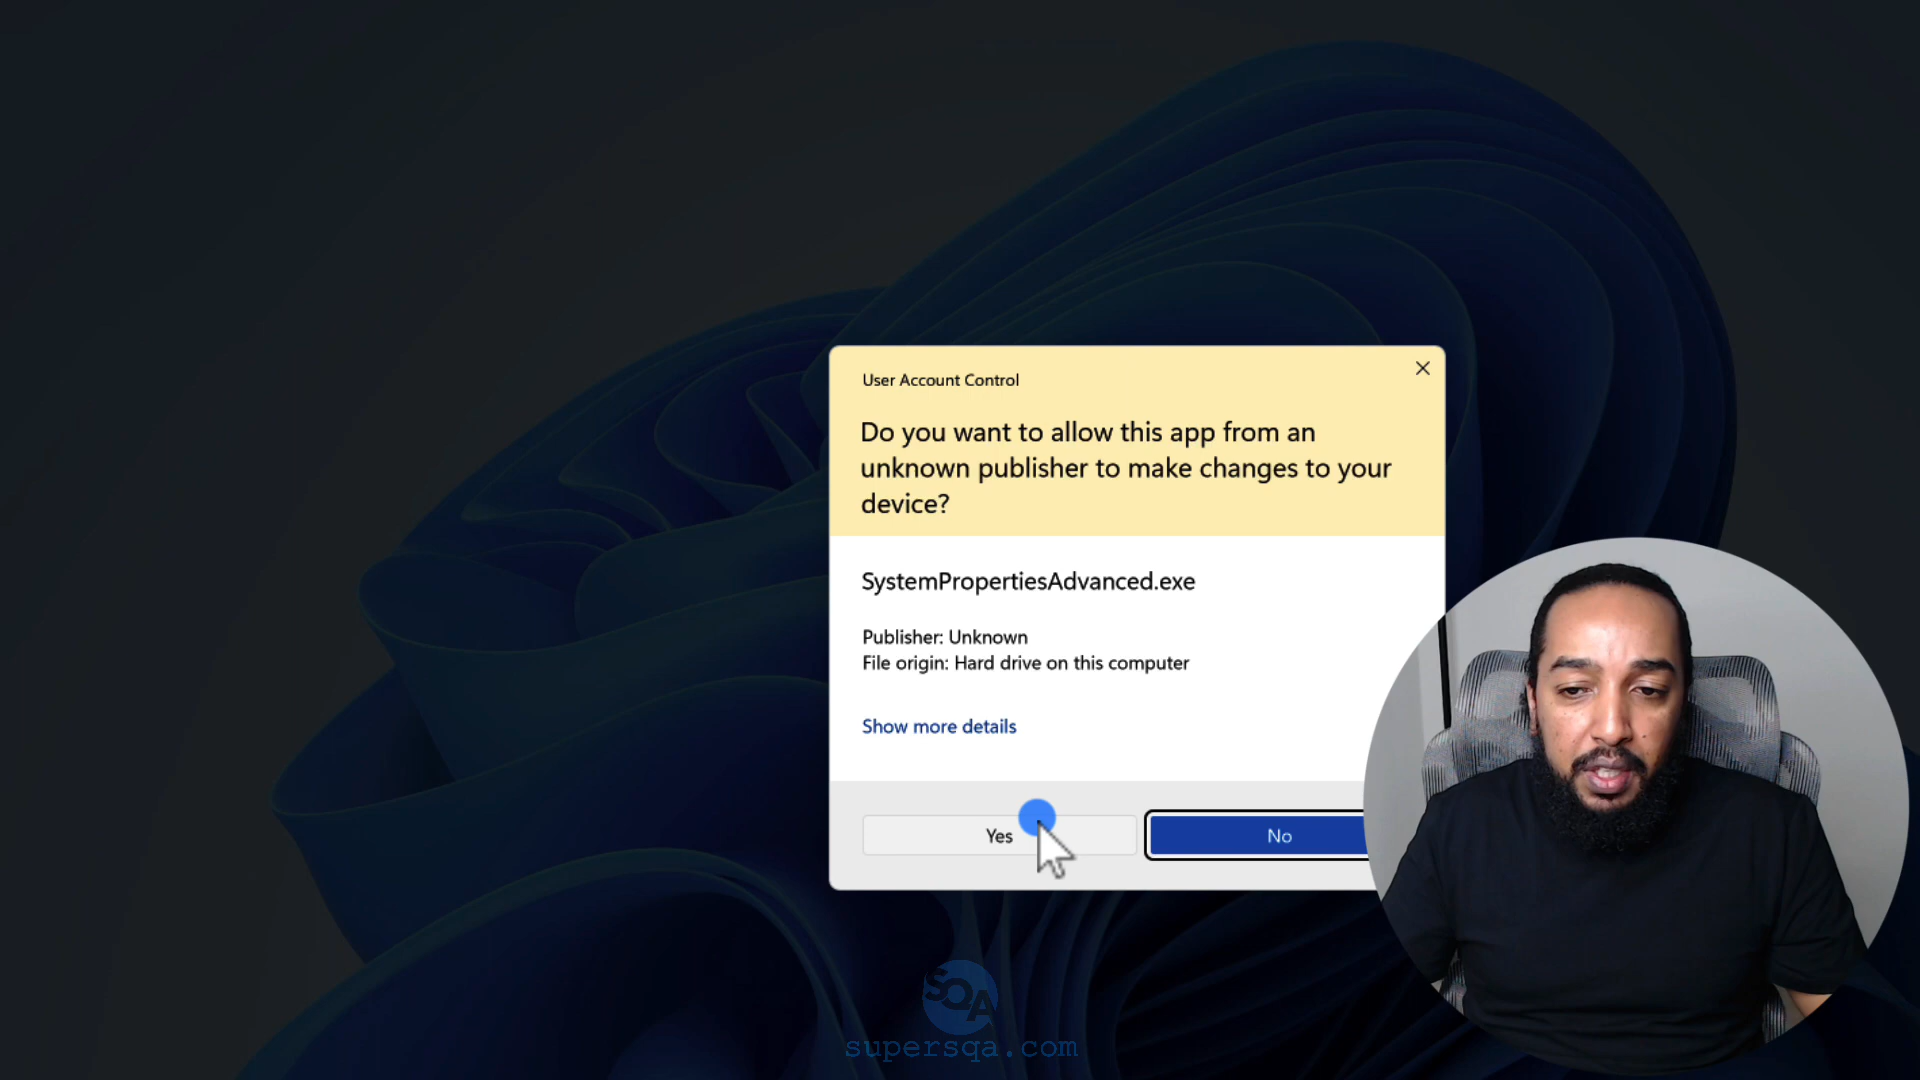 User Account Control
Do you want to allow this app from an
unknown publisher to make changes to your
device?
SystemPropertiesAdvanced.exe
Publisher: Unknown
File origin: Hard drive on this computer
Show more details
Yes
No
SQA
supersqa.com